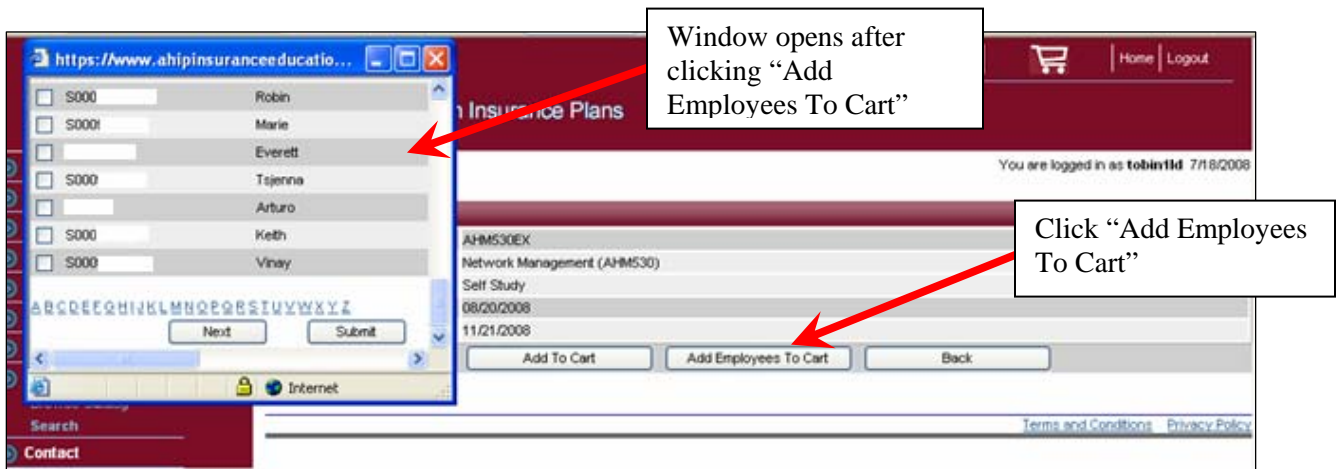 Window opens after
clicking “Add
Employees To Cart”
https://www.ahipinsuranceeducatio...
Home | Logout
S000 Robin
S000! Marie
Everett
S000 Tsjenna
Arturo
S000 Keith
S000 Vinay
A B C D E F G H I J K L M N O P Q R S T U V W X Y Z
Next Submit
Internet
Insurance Plans
You are logged in as tobin1ld 7/18/2008
Click “Add Employees
To Cart”
AHM530EX
Network Management (AHM530)
Self Study
08/20/2008
11/21/2008
Add To Cart Add Employees To Cart Back
Search
Terms and Conditions Privacy Policy
Contact